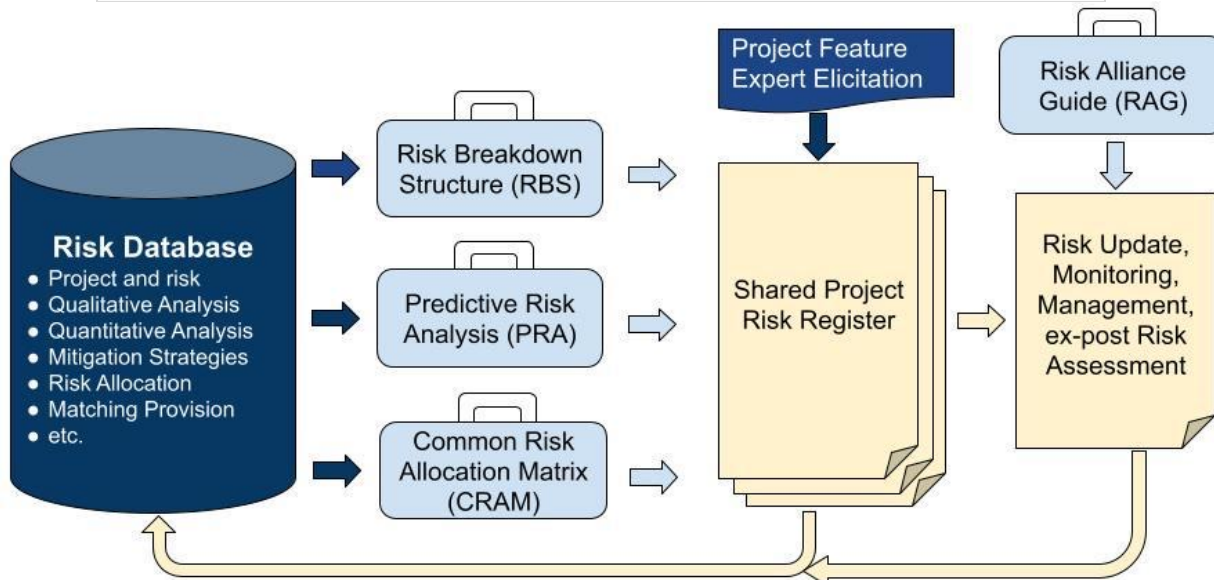 Project Feature
Expert Elicitation
Risk Alliance
Guide (RAG)
Risk Breakdown
Structure (RBS)
Risk Database
● Project and risk
● Qualitative Analysis
● Quantitative Analysis
● Mitigation Strategies
● Risk Allocation
● Matching Provision
● etc.
Predictive Risk
Analysis (PRA)
Common Risk
Allocation Matrix
(CRAM)
Shared Project
Risk Register
Risk Update,
Monitoring,
Management,
ex-post Risk
Assessment